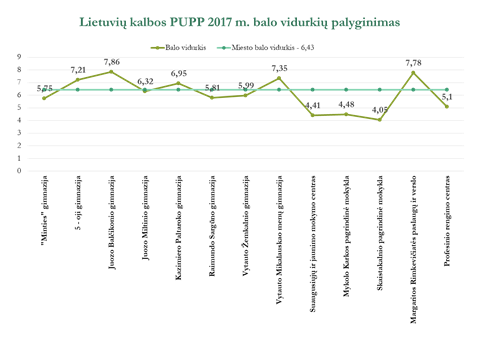 Lietuvių kalbos PUPP 2017 m. balo vidurkių palyginimas
Balo vidurkis
Miesto balo vidurkis - 6,43
9
8
7
6
5
4
3
2
1
0
5,75
7,21
7,86
6,32
6,95
5,81
5,99
7,35
4,41
4,48
4,05
7,78
5,1
"Minties" gimnazija
5 - oji gimnazija
Juozo Balčikonio gimnazija
Juozo Miltinio gimnazija
Kazimiero Paltaroko gimnazija
Raimundo Sargūno gimnazija
Vytauto Žemkalnio gimnazija
Vytauto Mikalausko menų gimnazija
Suaugusiųjų ir jaunimo mokymo centras
Mykolo Karkos pagrindinė mokykla
Skaistakalnio pagrindinė mokykla
Margaritos Rimkevičaitės paslaugų ir verslo
Profesinio rengimo centras